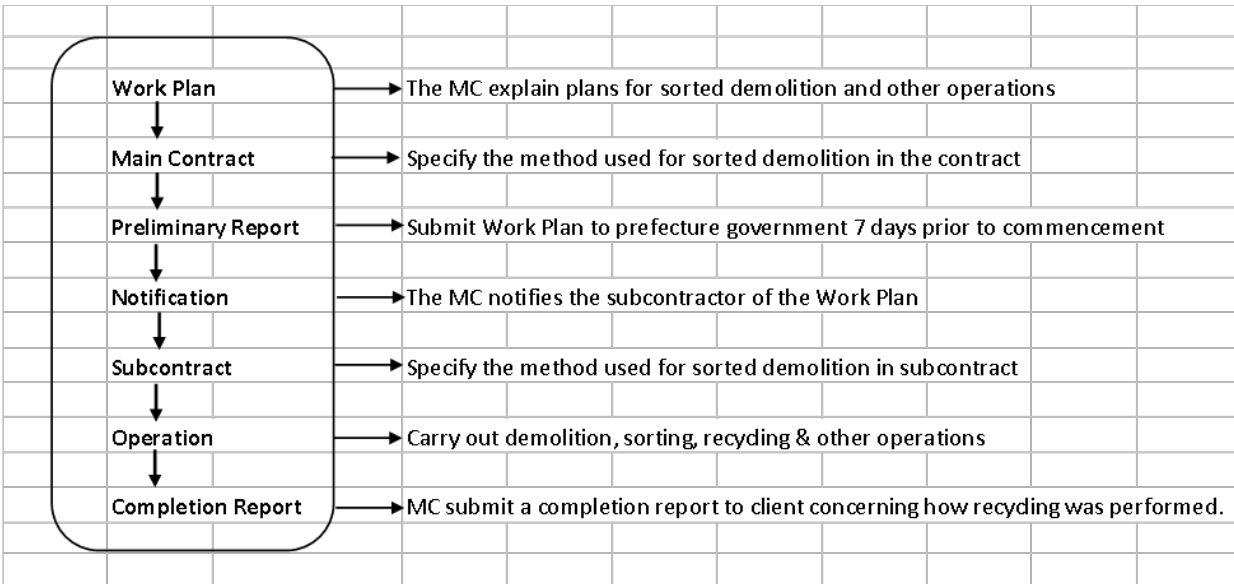 Work Plan The MC explain plans for sorted demolition and other operations
Main Contract Specify the method used for sorted demolition in the contract
Preliminary Report Submit Work Plan to prefecture government 7 days prior to commencement
Notification The MC notifies the subcontractor of the Work Plan
Subcontract Specify the method used for sorted demolition in subcontract
Operation Carry out demolition, sorting, recyding & other operations
Completion Report MC submit a completion report to client concerning how recyding was performed.